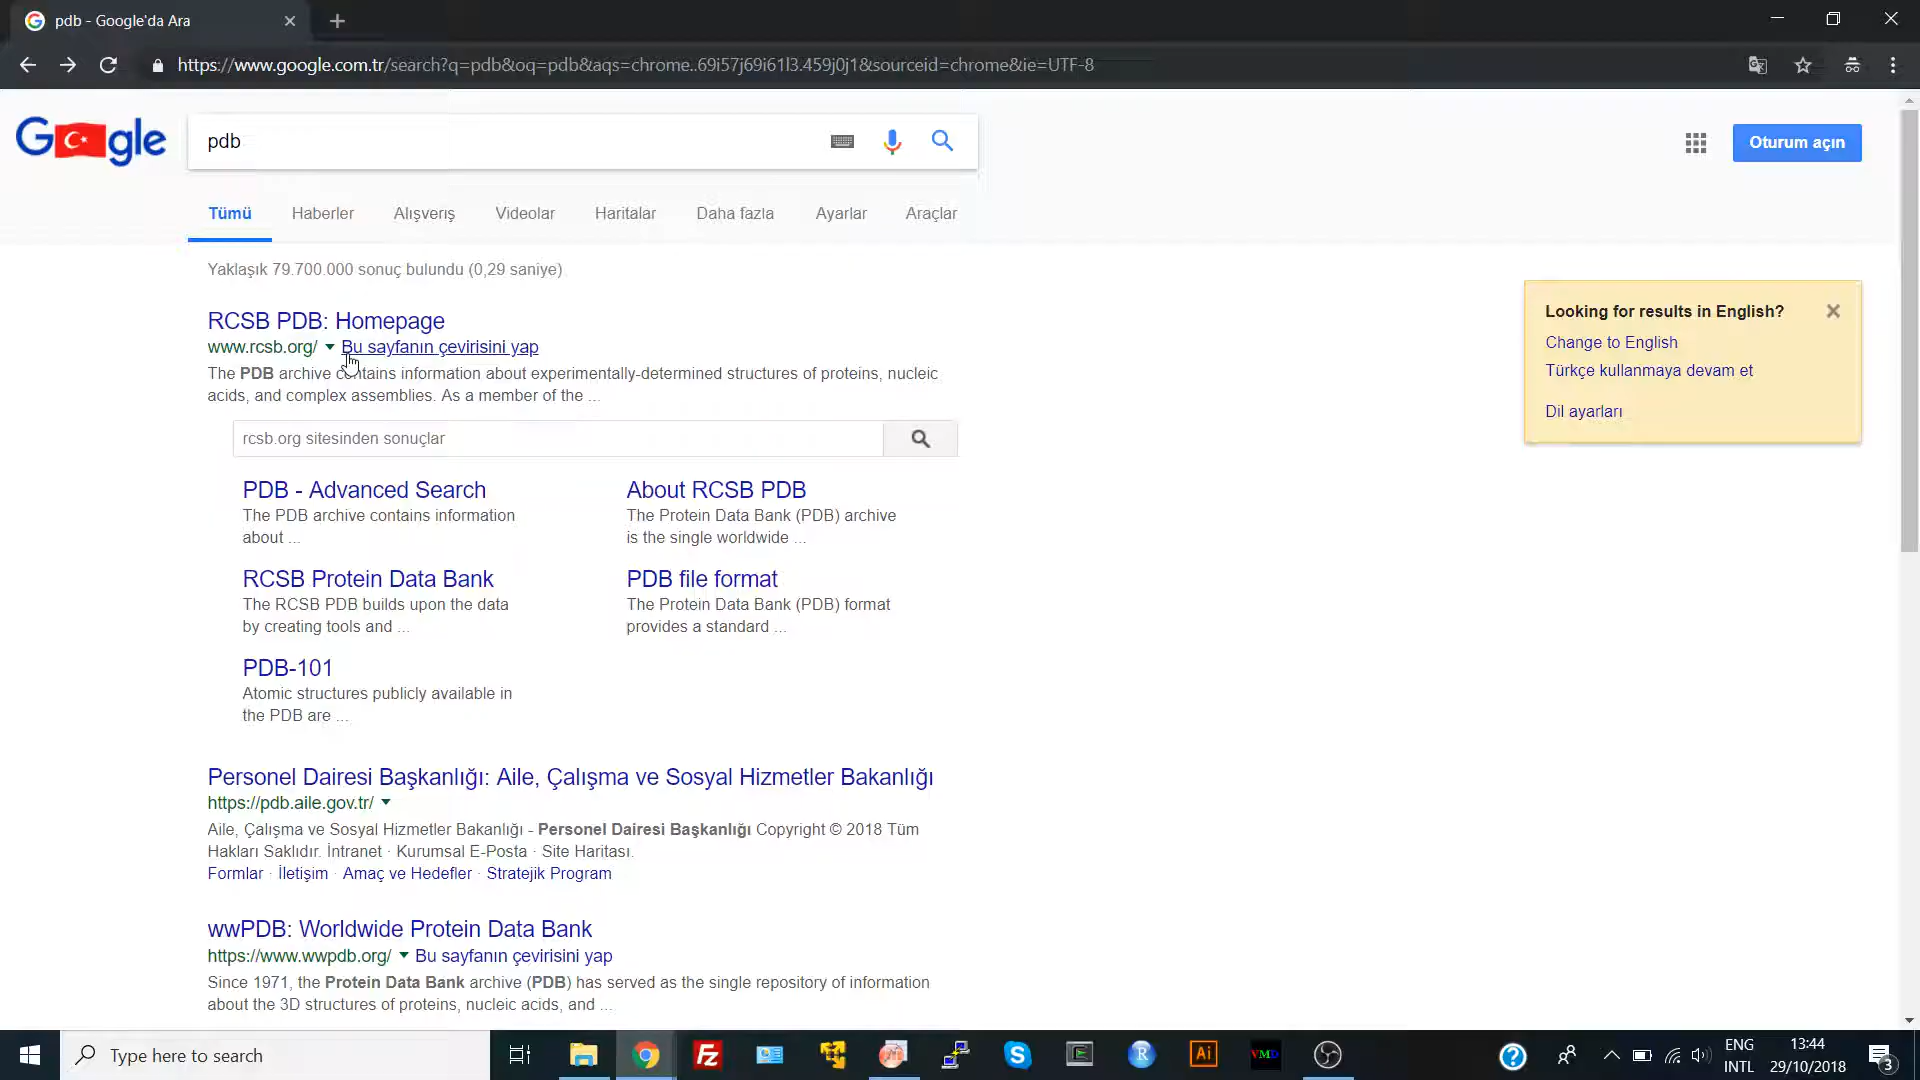 pdb - Google'da Ara
https://www.google.com.tr/search?q=pdb&oq=pdb&aqs=chrome..69i57j69i61l3.459j0j1&sourceid=chrome&ie=UTF-8
Google
pdb
Oturum açın
Tümü Haberler Alışveriş Videolar Haritalar Daha fazla Ayarlar Araçlar
Yaklaşık 79.700.000 sonuç bulundu (0,29 saniye)
RCSB PDB: Homepage
www.rcsb.org/ Bu sayfanın çevirisini yap
The PDB archive contains information about experimentally-determined structures of proteins, nucleic
acids, and complex assemblies. As a member of the ...
rcsb.org sitesinden sonuçlar
PDB - Advanced Search
The PDB archive contains information
about ...
About RCSB PDB
The Protein Data Bank (PDB) archive
is the single worldwide ...
RCSB Protein Data Bank
The RCSB PDB builds upon the data
by creating tools and ...
PDB file format
The Protein Data Bank (PDB) format
provides a standard ...
PDB-101
Atomic structures publicly available in
the PDB are ...
Personel Dairesi Başkanlığı: Aile, Çalışma ve Sosyal Hizmetler Bakanlığı
https://pdb.aile.gov.tr/
Aile, Çalışma ve Sosyal Hizmetler Bakanlığı - Personel Dairesi Başkanlığı Copyright © 2018 Tüm
Hakları Saklıdır. İntranet · Kurumsal E-Posta · Site Haritası.
Formlar · İletişim · Amaç ve Hedefler · Stratejik Program
wwPDB: Worldwide Protein Data Bank
https://www.wwpdb.org/ Bu sayfanın çevirisini yap
Since 1971, the Protein Data Bank archive (PDB) has served as the single repository of information
about the 3D structures of proteins, nucleic acids, and ...
Looking for results in English?
Change to English
Türkçe kullanmaya devam et
Dil ayarları
Type here to search
Fz
R
Ai
VMD
ENG
INTL
13:44
29/10/2018
3